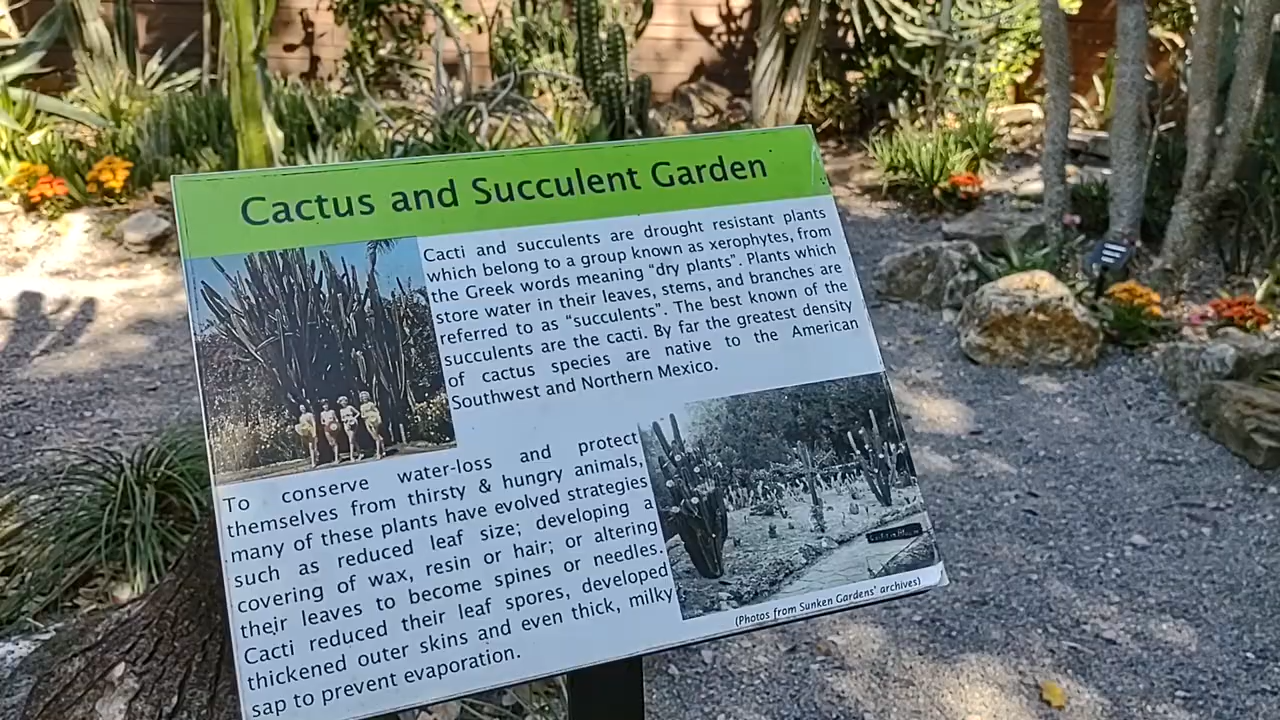 Cactus and Succulent Garden
Cacti and succulents are drought resistant plants
which belong to a group known as xerophytes, from
the Greek words meaning “dry plants”. Plants which
store water in their leaves, stems, and branches are
referred to as “succulents”. The best known of the
succulents are the cacti. By far the greatest density
of cactus species are native to the American
Southwest and Northern Mexico.
To conserve water-loss and protect
themselves from thirsty & hungry animals,
many of these plants have evolved strategies
such as reduced leaf size; developing a
covering of wax, resin or hair; or altering
their leaves to become spines or needles.
Cacti reduced their leaf spores, developed
thickened outer skins and even thick, milky
sap to prevent evaporation.
(Photos from Sunken Gardens' archives)